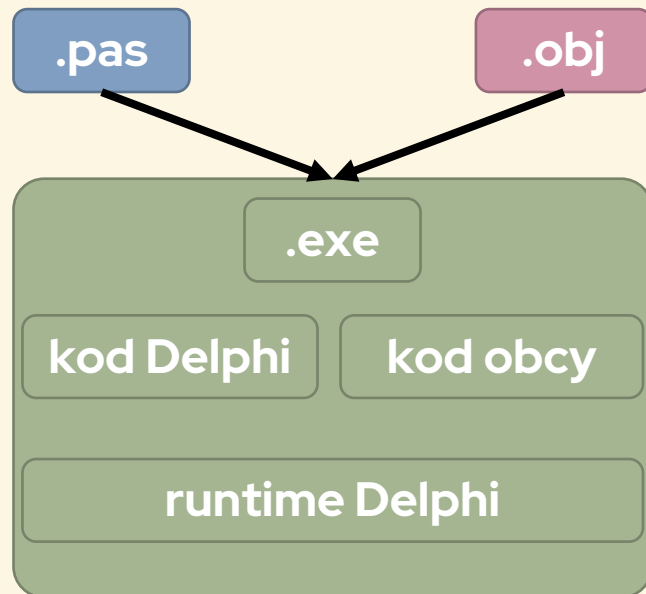 .pas
.obj
.exe
kod Delphi
kod obcy
runtime Delphi